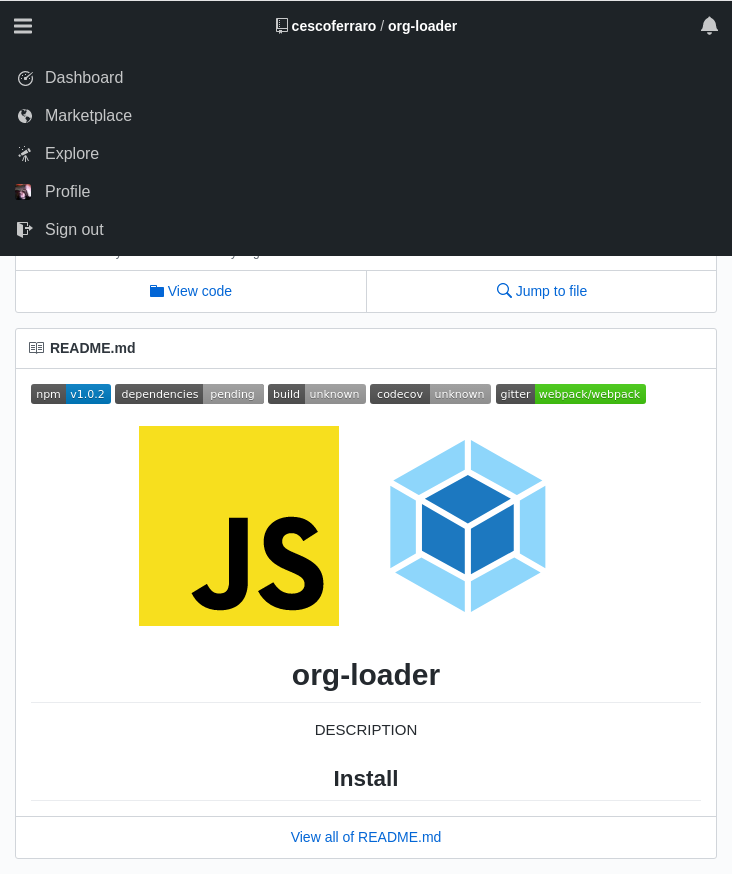 cescoferraro / org-loader
Dashboard
Marketplace
Explore
Profile
Sign out
View code
Jump to file
README.md
npm v1.0.2 dependencies pending build unknown codecov unknown gitter webpack/webpack
JS
org-loader
DESCRIPTION
Install
View all of README.md